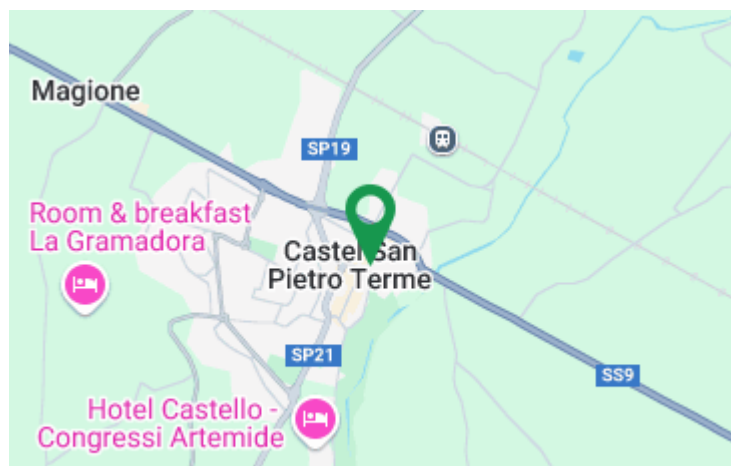 Magione
SP19
Room & breakfast
La Gramadora
Castel San
Pietro Terme
SP21
SS9
Hotel Castello -
Congressi Artemide